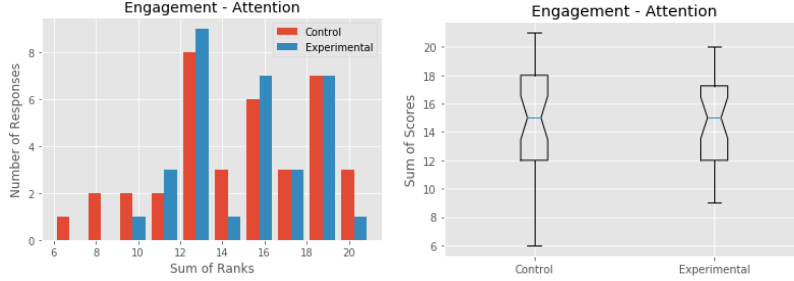 Engagement - Attention
Number of Responses
8
6
4
2
0
Control
Experimental
6 8 10 12 14 16 18 20
Sum of Ranks
Engagement - Attention
Sum of Scores
20
18
16
14
12
10
8
6
Control Experimental